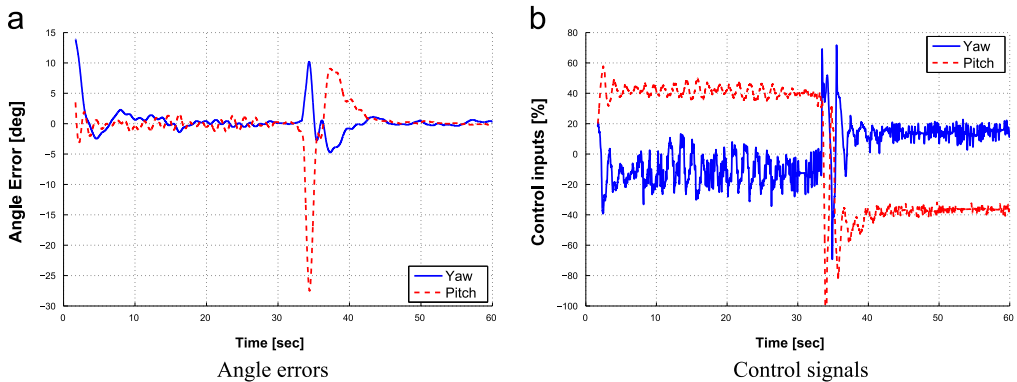 a
15
10
5
0
-5
-10
-15
-20
-25
-30
Angle Error [deg]
0 10 20 30 40 50 60
Time [sec]
Yaw
Pitch
Angle errors
b
80
60
40
20
0
-20
-40
-60
-80
-100
Control inputs [%]
0 10 20 30 40 50 60
Time [sec]
Yaw
Pitch
Control signals